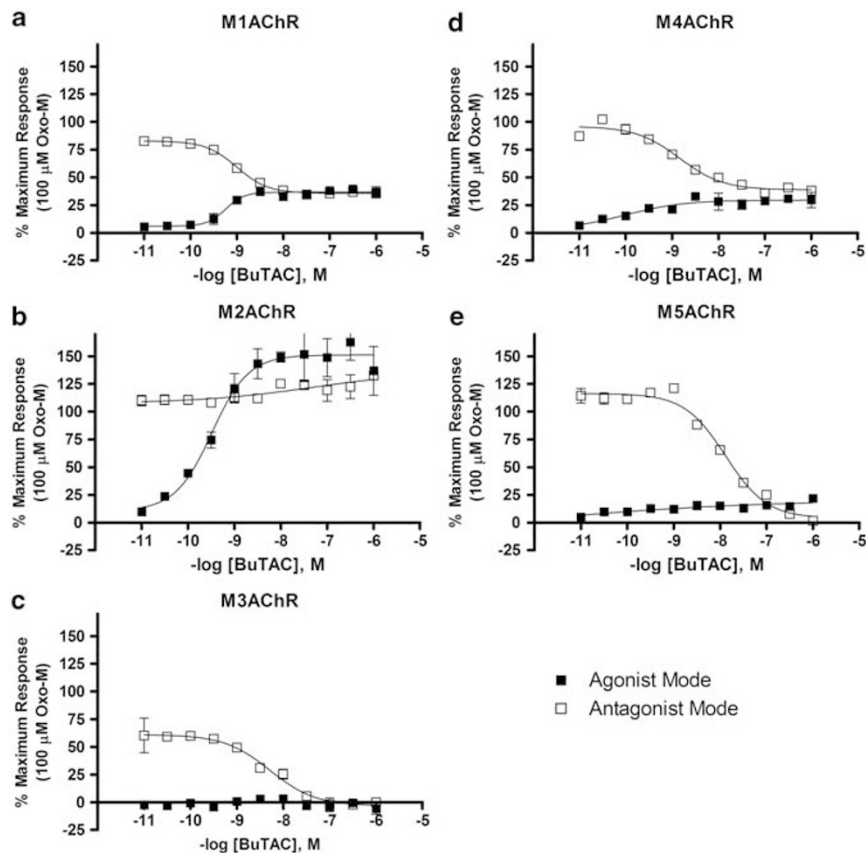 a
M1AChR
% Maximum Response
(100 µM Oxo-M)
150
125
100
75
50
25
0
-25
-11 -10 -9 -8 -7 -6 -5
-log [BuTAC], M
b
M2AChR
% Maximum Response
(100 µM Oxo-M)
150
125
100
75
50
25
0
-25
-11 -10 -9 -8 -7 -6 -5
-log [BuTAC], M
c
M3AChR
% Maximum Response
(100 µM Oxo-M)
150
125
100
75
50
25
0
-25
-11 -10 -9 -8 -7 -6 -5
-log [BuTAC], M
d
M4AChR
% Maximum Response
(100 µM Oxo-M)
150
125
100
75
50
25
0
-25
-11 -10 -9 -8 -7 -6 -5
-log [BuTAC], M
e
M5AChR
% Maximum Response
(100 µM Oxo-M)
150
125
100
75
50
25
0
-25
-11 -10 -9 -8 -7 -6 -5
-log [BuTAC], M
Agonist Mode
Antagonist Mode